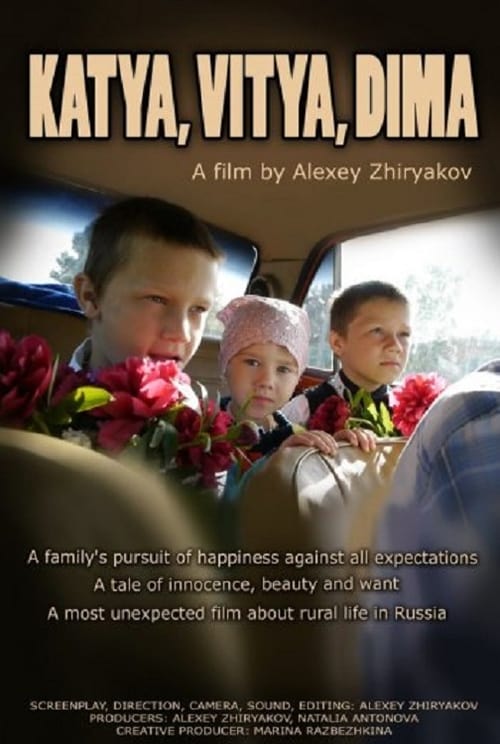 KATYA, VITYA, DIMA
A film by Alexey Zhiryakov
A family's pursuit of happiness against all expectations
A tale of innocence, beauty and want
A most unexpected film about rural life in Russia
SCREENPLAY, DIRECTION, CAMERA, SOUND, EDITING: ALEXEY ZHIRYAKOV
PRODUCERS: ALEXEY ZHIRYAKOV, NATALIA ANTONOVA
CREATIVE PRODUCER: MARINA RAZBEZHKINA